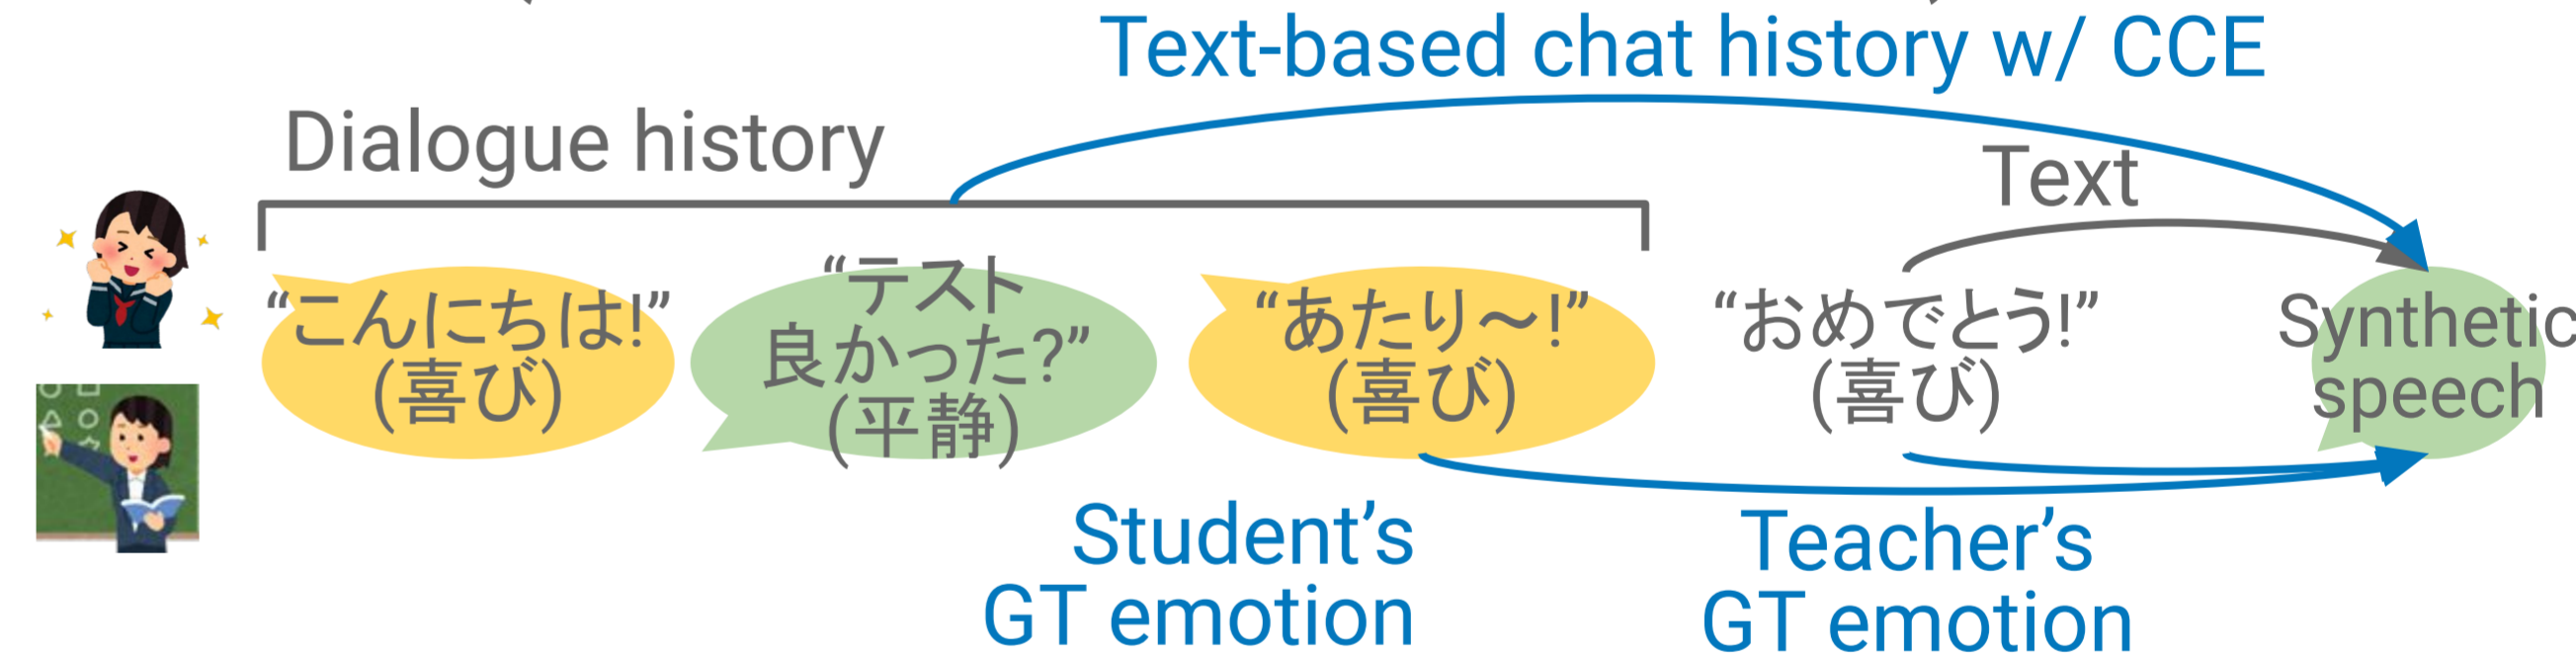 Text-based chat history w/ CCE
Dialogue history
Text
“こんにちは!”
(喜び)
“テスト
良かった?”
(平静)
“あたり～!”
(喜び)
“おめでとう!”
(喜び)
Synthetic
speech
Student’s
GT emotion
Teacher’s
GT emotion